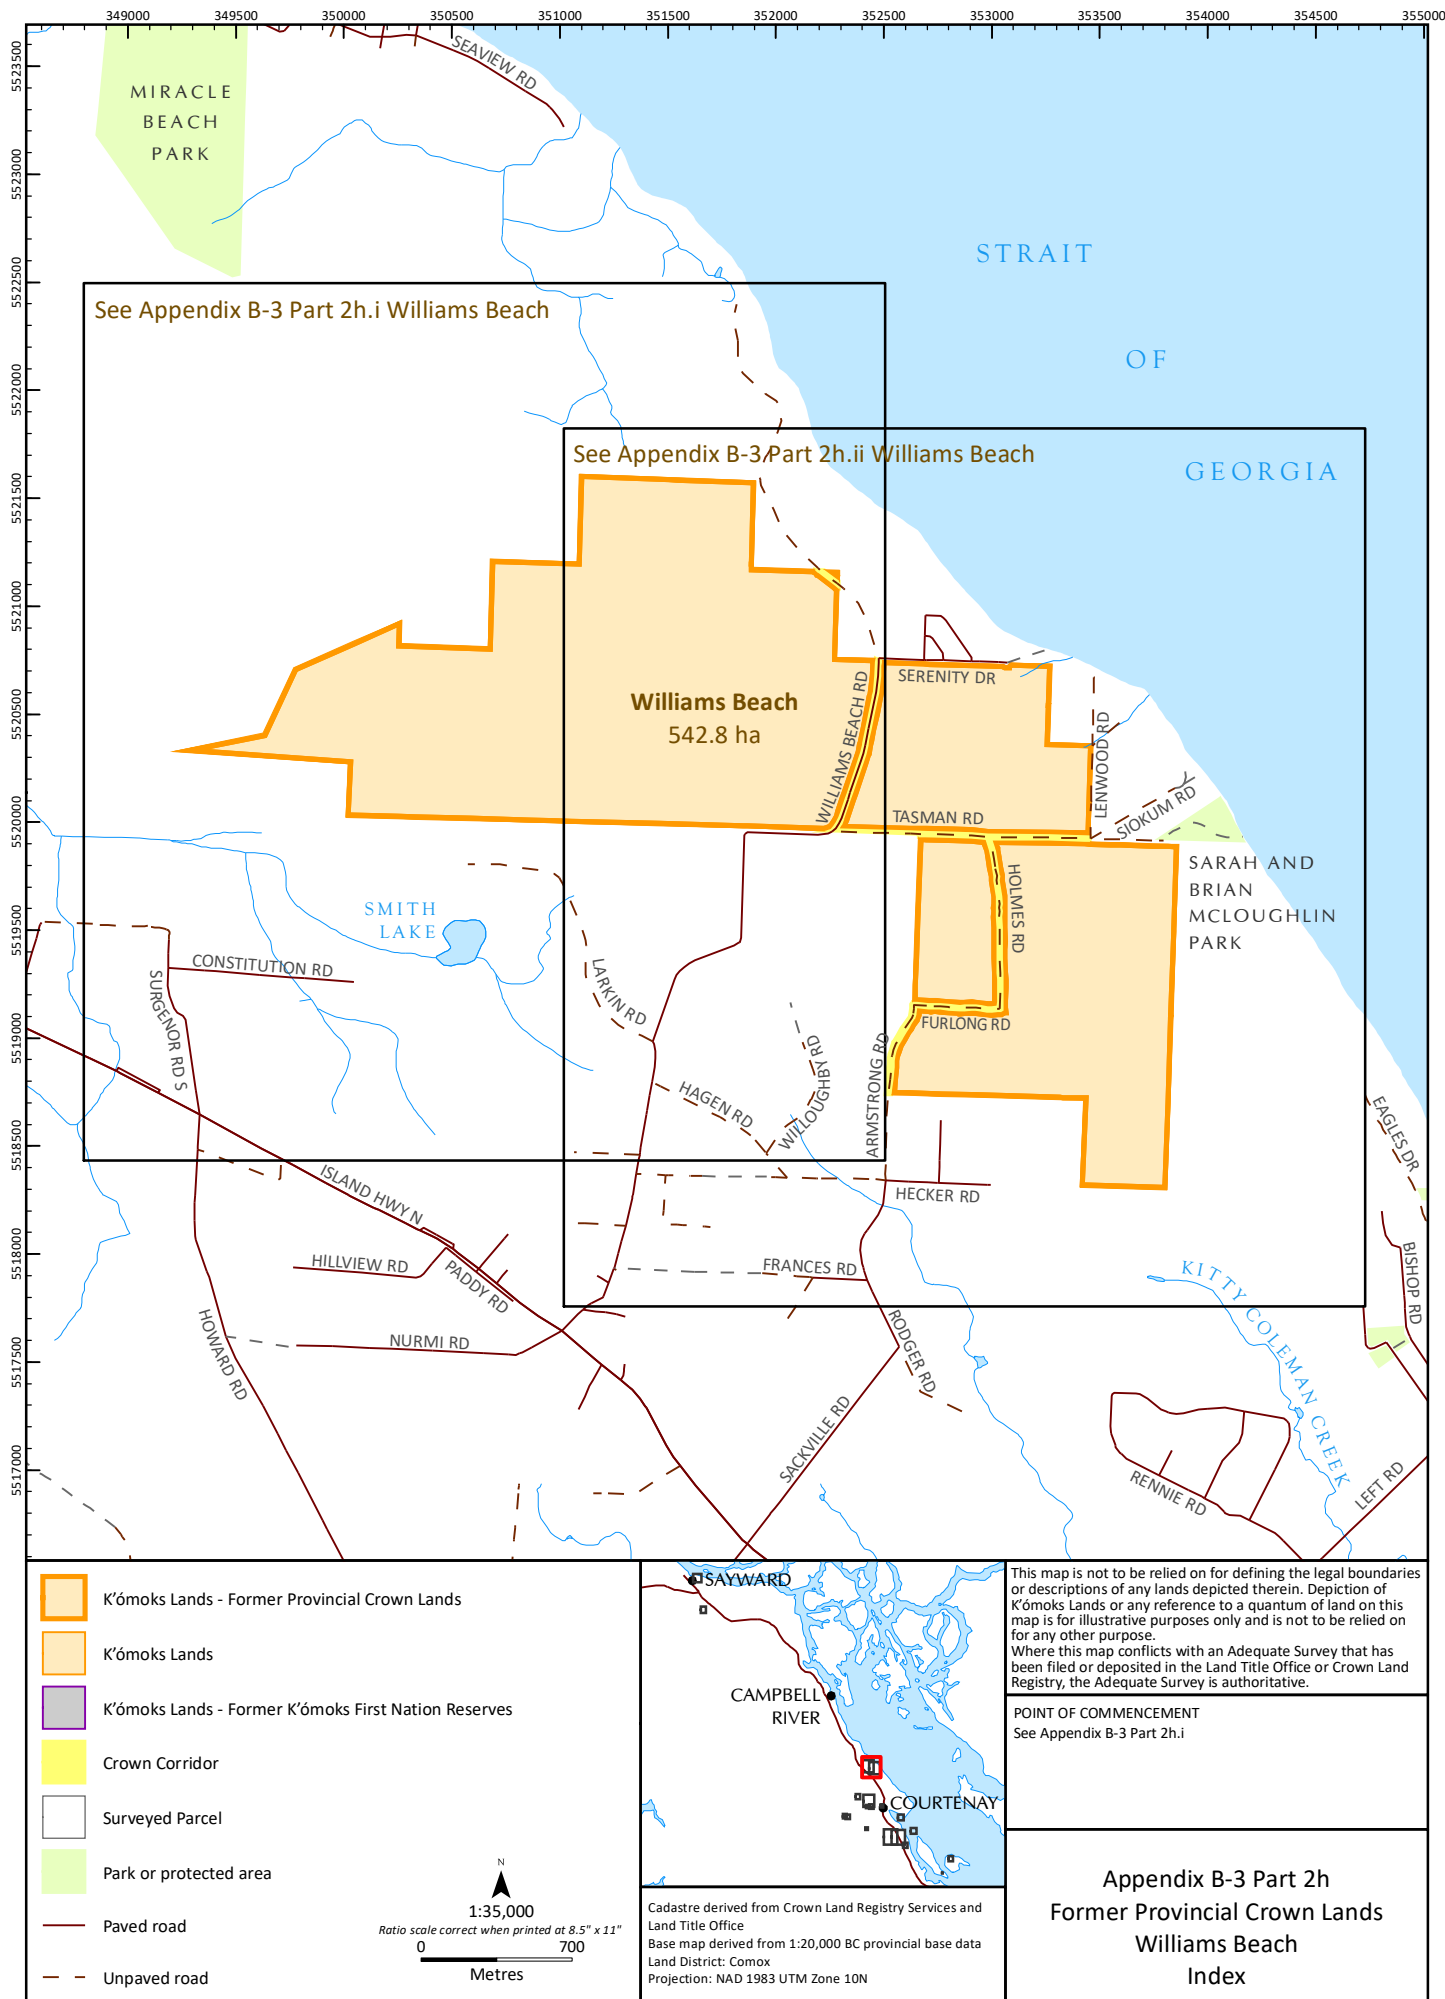 349000
349500
350000
350500
351000
351500
352000
352500
353000
353500
354000
354500
355000
5523500
5523000
5522500
5522000
5521500
5521000
5520500
5520000
5519500
5519000
5518500
5518000
5517500
5517000
SEAVIEW RD
MIRACLE
BEACH
PARK
STRAIT
OF
GEORGIA
See Appendix B-3 Part 2h.i Williams Beach
See Appendix B-3 Part 2h.ii Williams Beach
Williams Beach
542.8 ha
WILLIAMS BEACH RD
SERENITY DR
LENWOOD RD
TASMAN RD
SIOKUM RD
SARAH AND
BRIAN
MCLOUGHLIN
PARK
HOLMES RD
SMITH
LAKE
CONSTITUTION RD
SURGENOR RD S
LARKIN RD
FURLONG RD
ARMSTRONG RD
WILLOUGHBY RD
HAGEN RD
EAGLES DR
ISLAND HWY N
HECKER RD
HILLVIEW RD
PADDY RD
FRANCES RD
KITTY COLEMAN CREEK
BISHOP RD
HOWARD RD
NURMI RD
RODGER RD
SACKVILLE RD
RENNIE RD
LEFT RD
K'ómoks Lands - Former Provincial Crown Lands
K'ómoks Lands
K'ómoks Lands - Former K'ómoks First Nation Reserves
Crown Corridor
Surveyed Parcel
Park or protected area
Paved road
Unpaved road
N
1:35,000
Ratio scale correct when printed at 8.5" x 11"
0
700
Metres
SAYWARD
CAMPBELL
RIVER
COURTENAY
Cadastre derived from Crown Land Registry Services and
Land Title Office
Base map derived from 1:20,000 BC provincial base data
Land District: Comox
Projection: NAD 1983 UTM Zone 10N
This map is not to be relied on for defining the legal boundaries
or descriptions of any lands depicted therein. Depiction of
K'ómoks Lands or any reference to a quantum of land on this
map is for illustrative purposes only and is not to be relied on
for any other purpose.
Where this map conflicts with an Adequate Survey that has
been filed or deposited in the Land Title Office or Crown Land
Registry, the Adequate Survey is authoritative.
POINT OF COMMENCEMENT
See Appendix B-3 Part 2h.i
Appendix B-3 Part 2h
Former Provincial Crown Lands
Williams Beach
Index